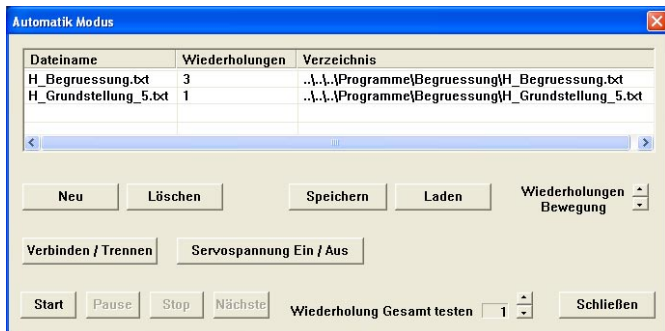 Automatik Modus
Dateiname Wiederholungen Verzeichnis
H_Begruessung.txt 3 ..\..\..\Programme\Begruessung\H_Begruessung.txt
H_Grundstellung_5.txt 1 ..\..\..\Programme\Begruessung\H_Grundstellung_5.txt
Neu Löschen Speichern Laden Wiederholungen
Bewegung
Verbinden / Trennen Servospannung Ein / Aus
Start Pause Stop Nächste Wiederholung Gesamt testen 1 Schließen